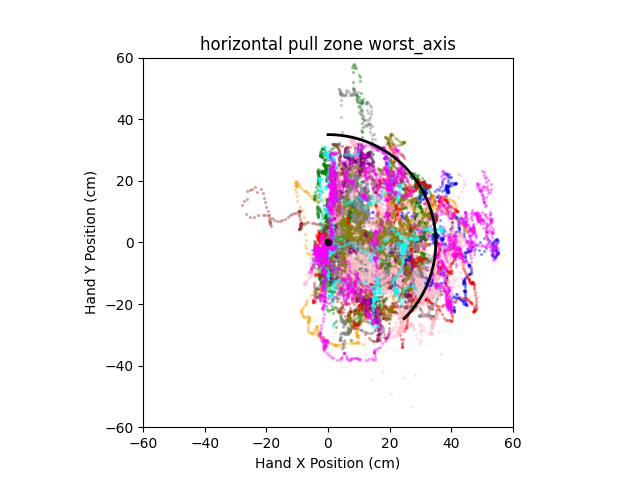 horizontal pull zone worst_axis
60
40
20
0
−20
−40
−60
Hand Y Position (cm)
−60 −40 −20 0 20 40 60
Hand X Position (cm)